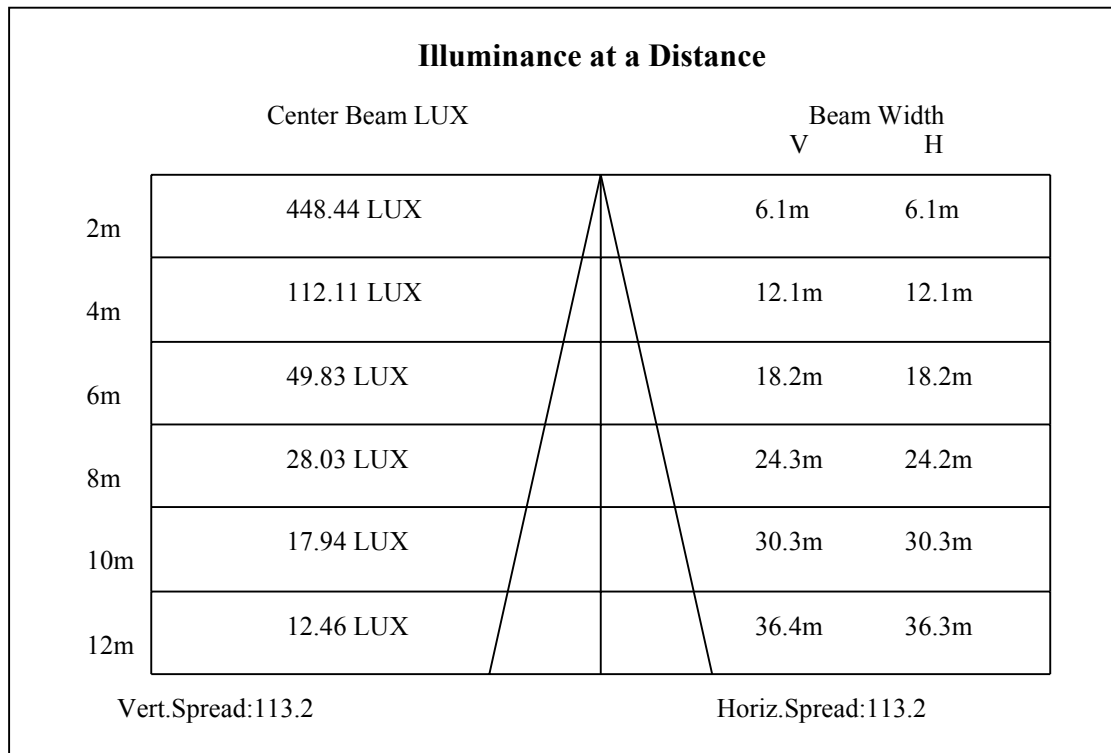 Illuminance at a Distance
Center Beam LUX Beam Width
V H
2m 448.44 LUX 6.1m 6.1m
4m 112.11 LUX 12.1m 12.1m
6m 49.83 LUX 18.2m 18.2m
8m 28.03 LUX 24.3m 24.2m
10m 17.94 LUX 30.3m 30.3m
12m 12.46 LUX 36.4m 36.3m
Vert.Spread:113.2 Horiz.Spread:113.2